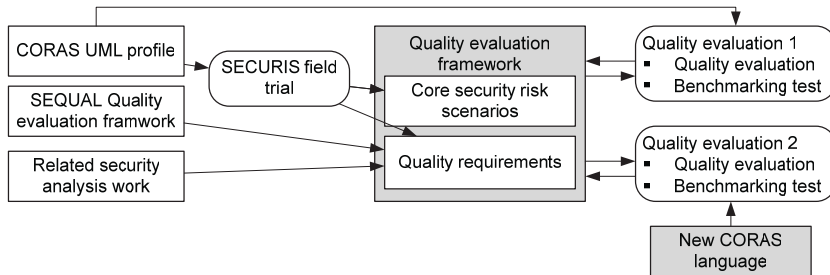 CORAS UML profile
SEQUAL Quality
evaluation framwork
Related security
analysis work
SECURIS field
trial
Quality evaluation
framework
Core security risk
scenarios
Quality requirements
Quality evaluation 1
▪ Quality evaluation
▪ Benchmarking test
Quality evaluation 2
▪ Quality evaluation
▪ Benchmarking test
New CORAS
language